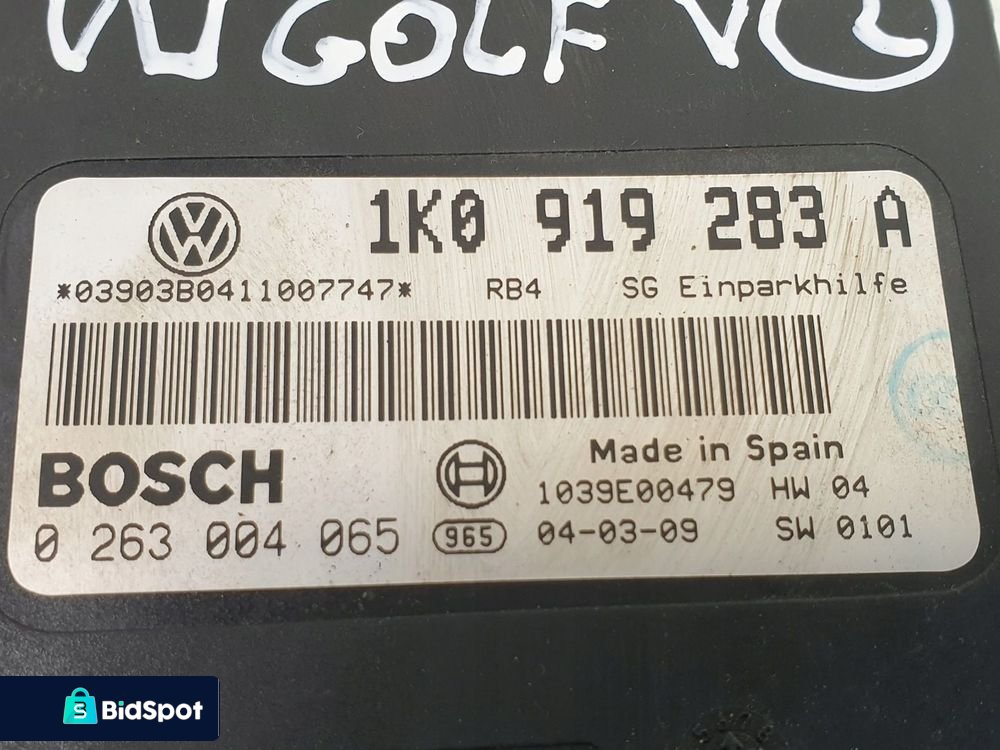 VW GOLF V L
1K0 919 283 A
*03903B0411007747* RB4 SG Einparkhilfe
BOSCH
Made in Spain
1039E00479 HW 04
0 263 004 065 965 04-03-09 SW 0101
BidSpot